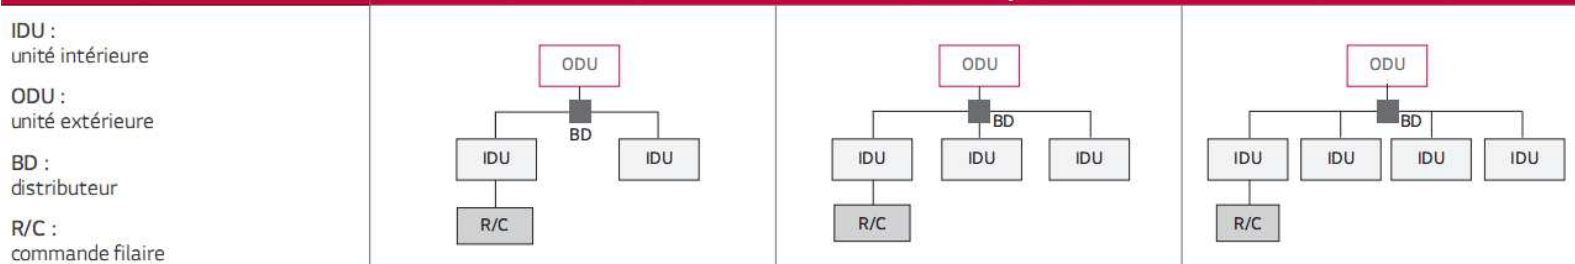 IDU :
unité intérieure
ODU :
unité extérieure
BD :
distributeur
R/C :
commande filaire
ODU
BD
IDU IDU
R/C
ODU
BD
IDU IDU IDU
R/C
ODU
BD
IDU IDU IDU IDU
R/C